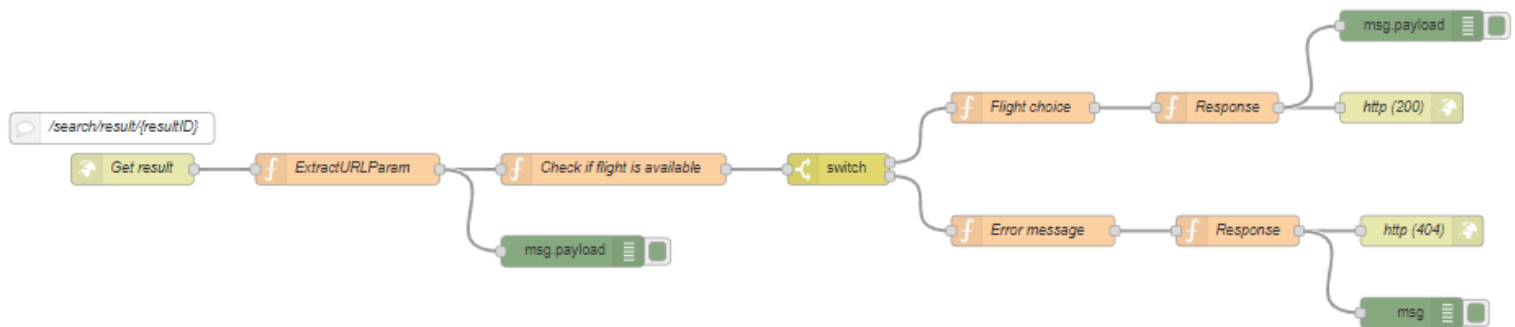 msg.payload
Flight choice
Response
http (200)
/search/result/{resultID}
Get result
ExtractURLParam
Check if flight is available
switch
Error message
Response
http (404)
msg.payload
msg